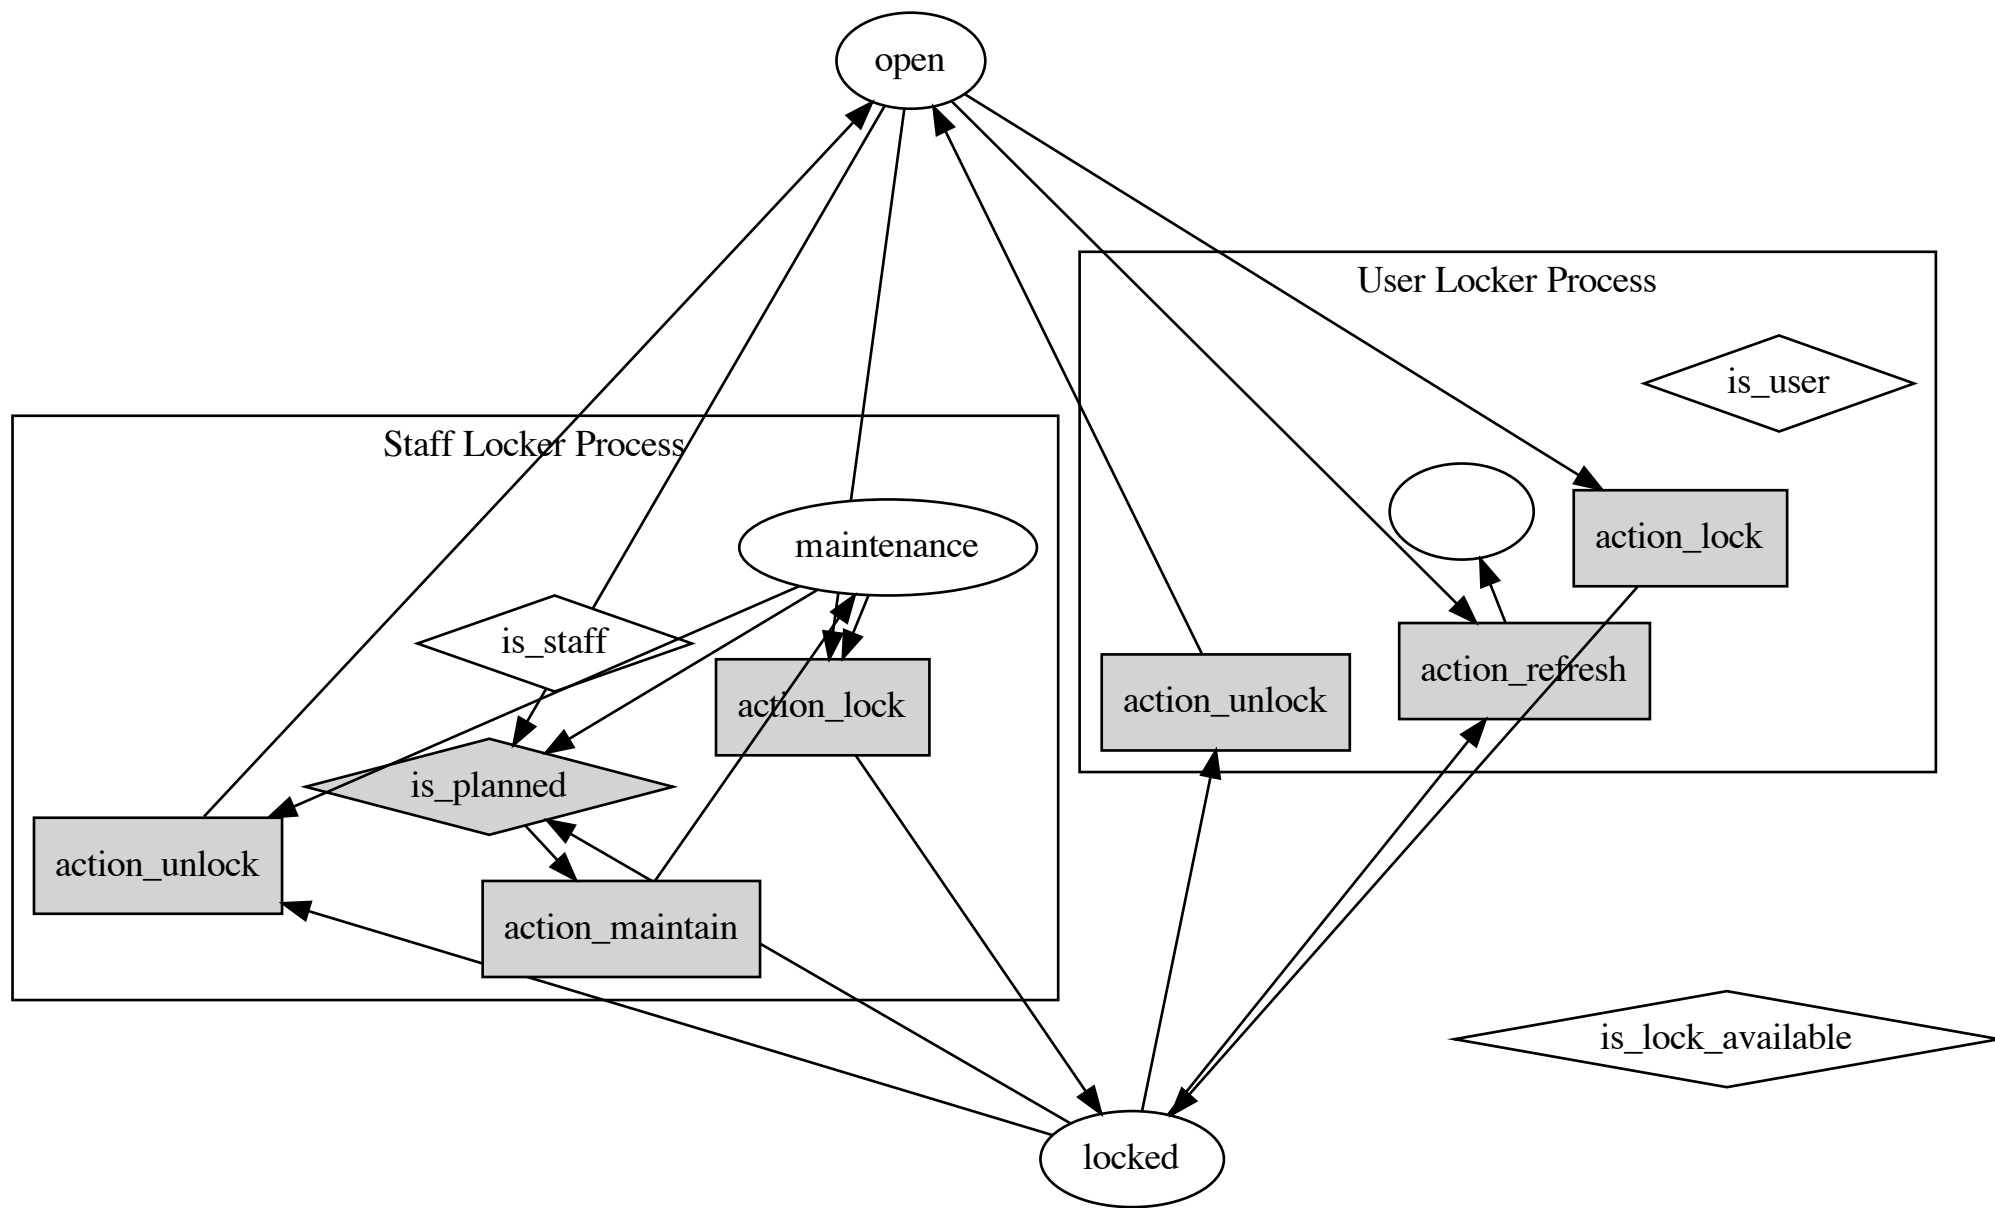 open
User Locker Process
is_user
Staff Locker Process
maintenance
action_lock
is_staff
action_lock
action_refresh
action_unlock
is_planned
action_unlock
action_maintain
is_lock_available
locked